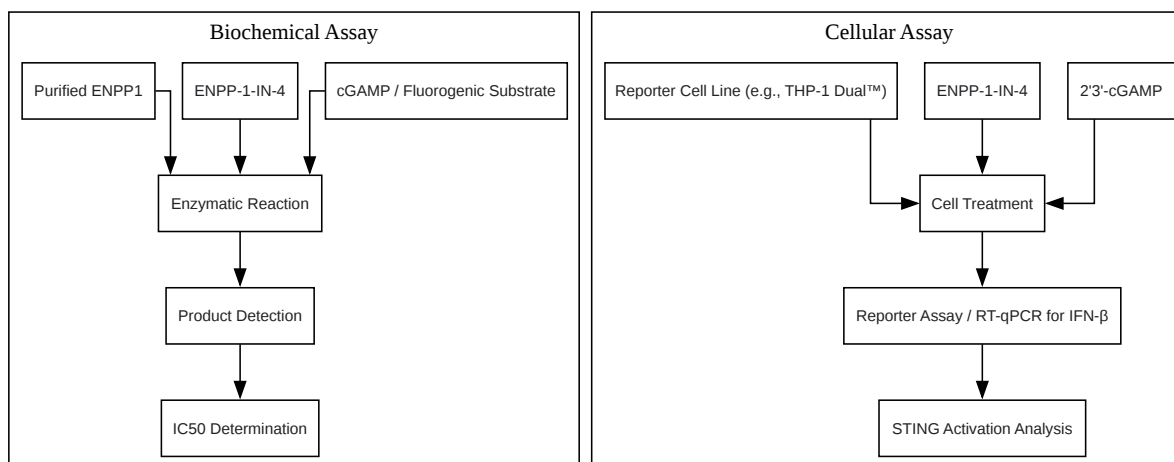 Biochemical Assay
Purified ENPP1
ENPP-1-IN-4
cGAMP / Fluorogenic Substrate
Enzymatic Reaction
Product Detection
IC50 Determination
Cellular Assay
Reporter Cell Line (e.g., THP-1 Dual™)
ENPP-1-IN-4
2'3'-cGAMP
Cell Treatment
Reporter Assay / RT-qPCR for IFN-β
STING Activation Analysis